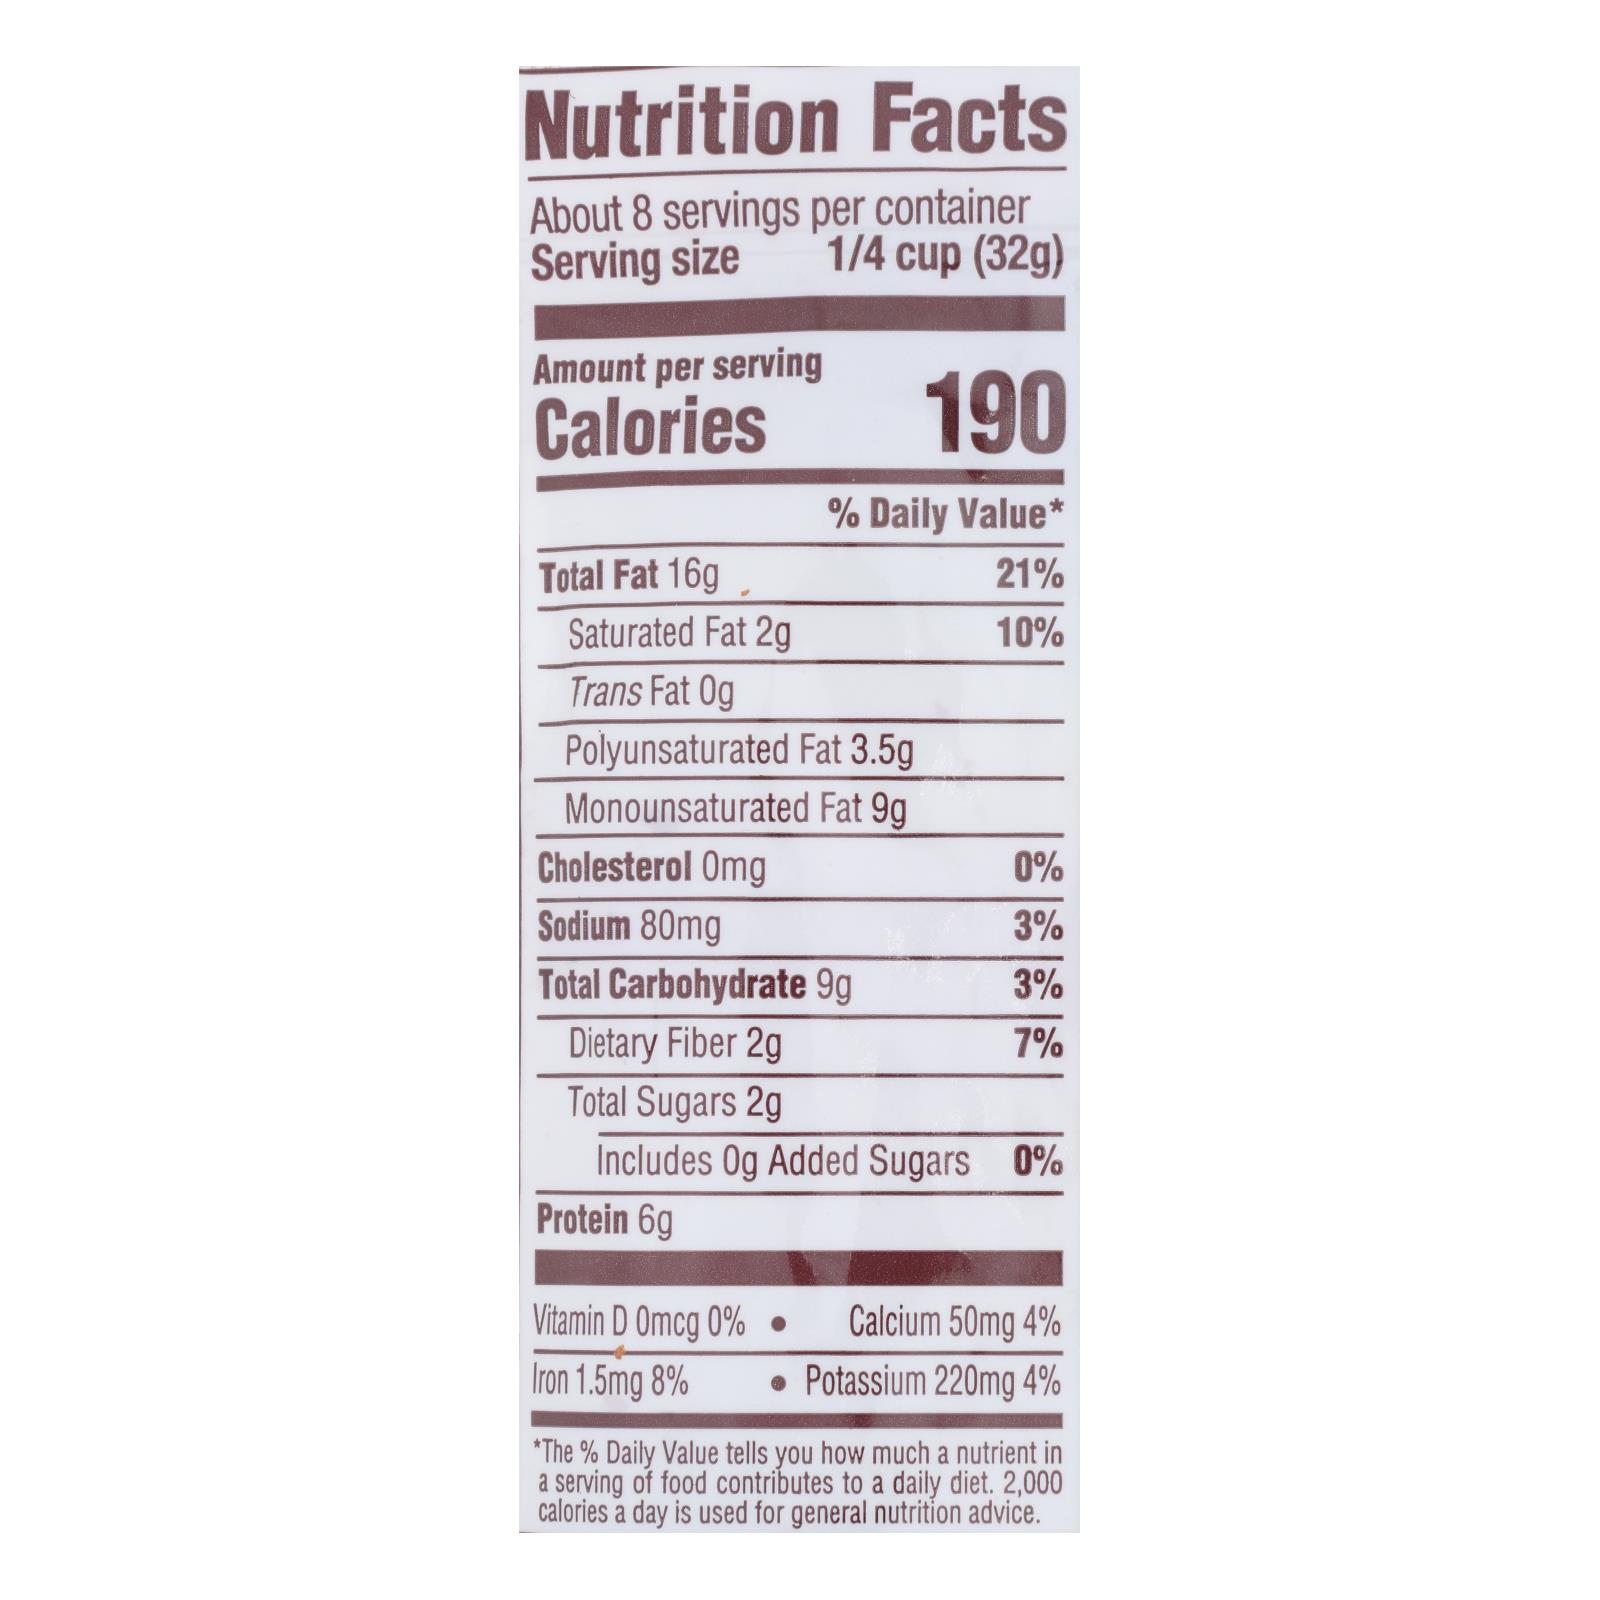 Nutrition Facts
About 8 servings per container
Serving size 1/4 cup (32g)
Amount per serving
Calories 190
% Daily Value*
Total Fat 16g 21%
Saturated Fat 2g 10%
Trans Fat 0g
Polyunsaturated Fat 3.5g
Monounsaturated Fat 9g
Cholesterol 0mg 0%
Sodium 80mg 3%
Total Carbohydrate 9g 3%
Dietary Fiber 2g 7%
Total Sugars 2g
Includes 0g Added Sugars 0%
Protein 6g
Vitamin D 0mcg 0% • Calcium 50mg 4%
Iron 1.5mg 8% • Potassium 220mg 4%
*The % Daily Value tells you how much a nutrient in
a serving of food contributes to a daily diet. 2,000
calories a day is used for general nutrition advice.